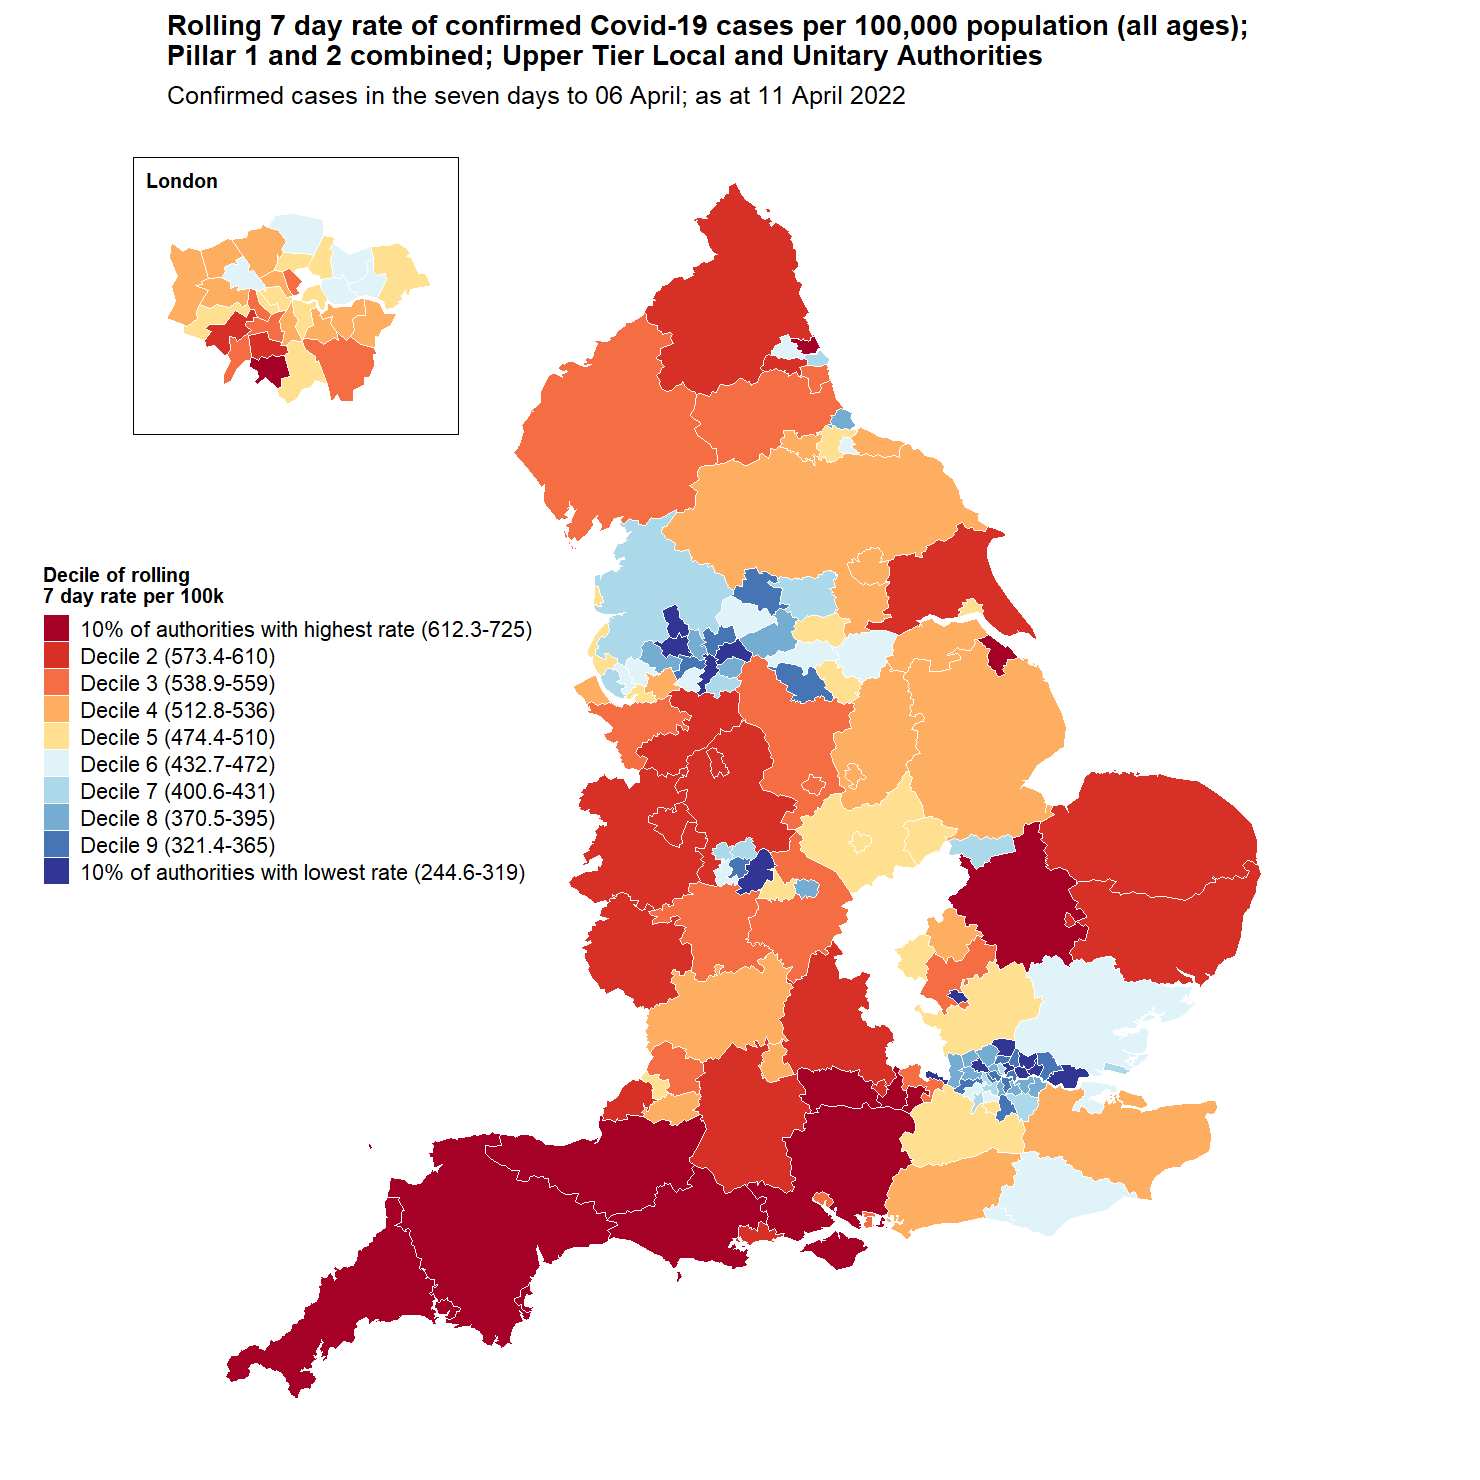 Rolling 7 day rate of confirmed Covid-19 cases per 100,000 population (all ages);
Pillar 1 and 2 combined; Upper Tier Local and Unitary Authorities
Confirmed cases in the seven days to 06 April; as at 11 April 2022
London
Decile of rolling
7 day rate per 100k
10% of authorities with highest rate (612.3-725)
Decile 2 (573.4-610)
Decile 3 (538.9-559)
Decile 4 (512.8-536)
Decile 5 (474.4-510)
Decile 6 (432.7-472)
Decile 7 (400.6-431)
Decile 8 (370.5-395)
Decile 9 (321.4-365)
10% of authorities with lowest rate (244.6-319)